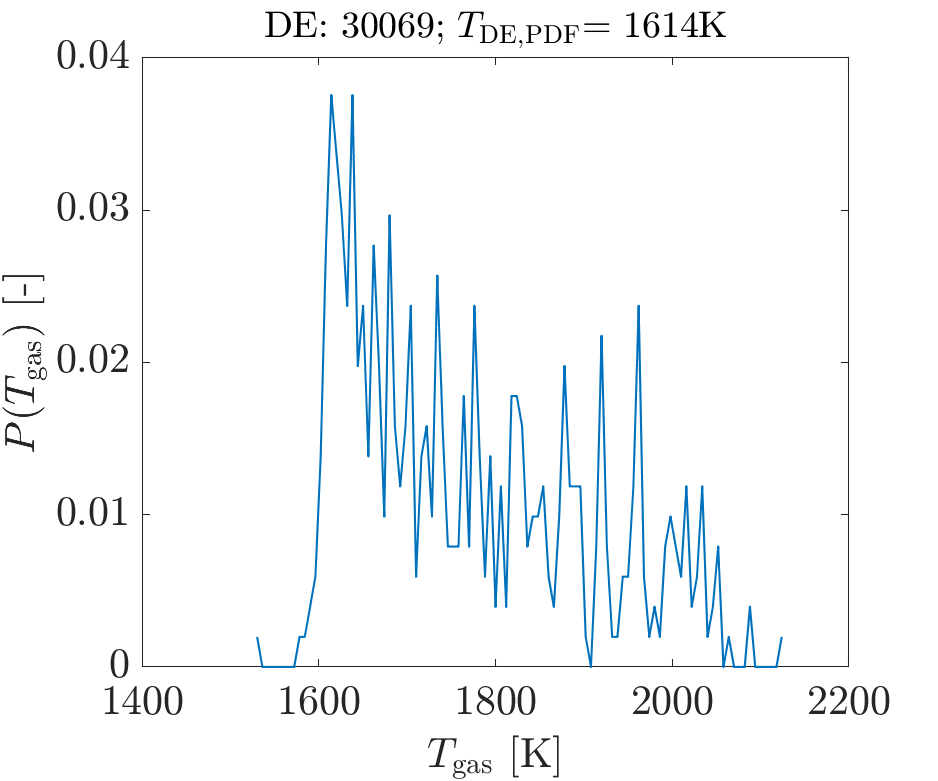 DE: 30069; T_DE,PDF= 1614K
0.04
0.03
0.02
0.01
0
P(T_gas) [-]
1400 1600 1800 2000 2200
T_gas [K]